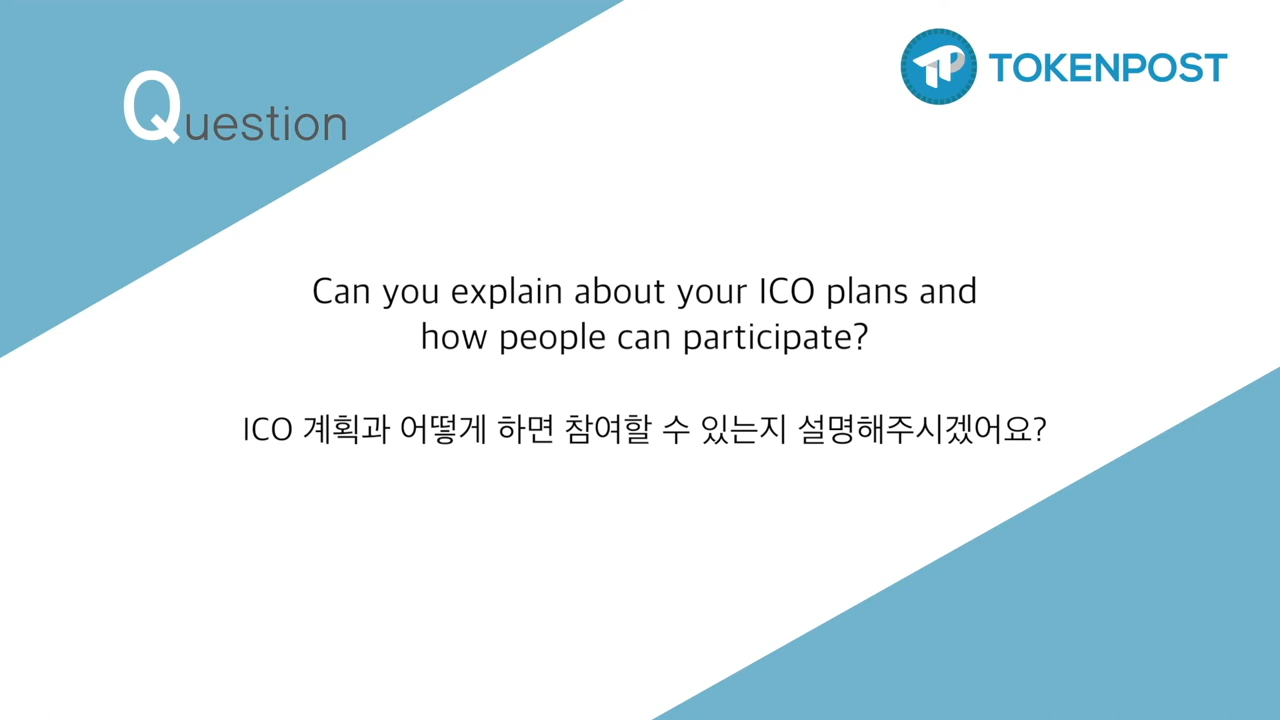 Question
TOKENPOST
Can you explain about your ICO plans and
how people can participate?
ICO 계획과 어떻게 하면 참여할 수 있는지 설명해주시겠어요?